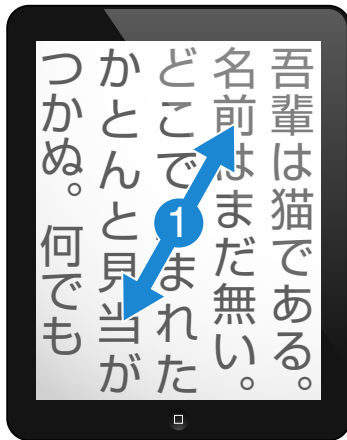 吾輩は猫である。
名前はまだ無い。
どこで まれた
かとんと見当が
つかぬ。何でも
1